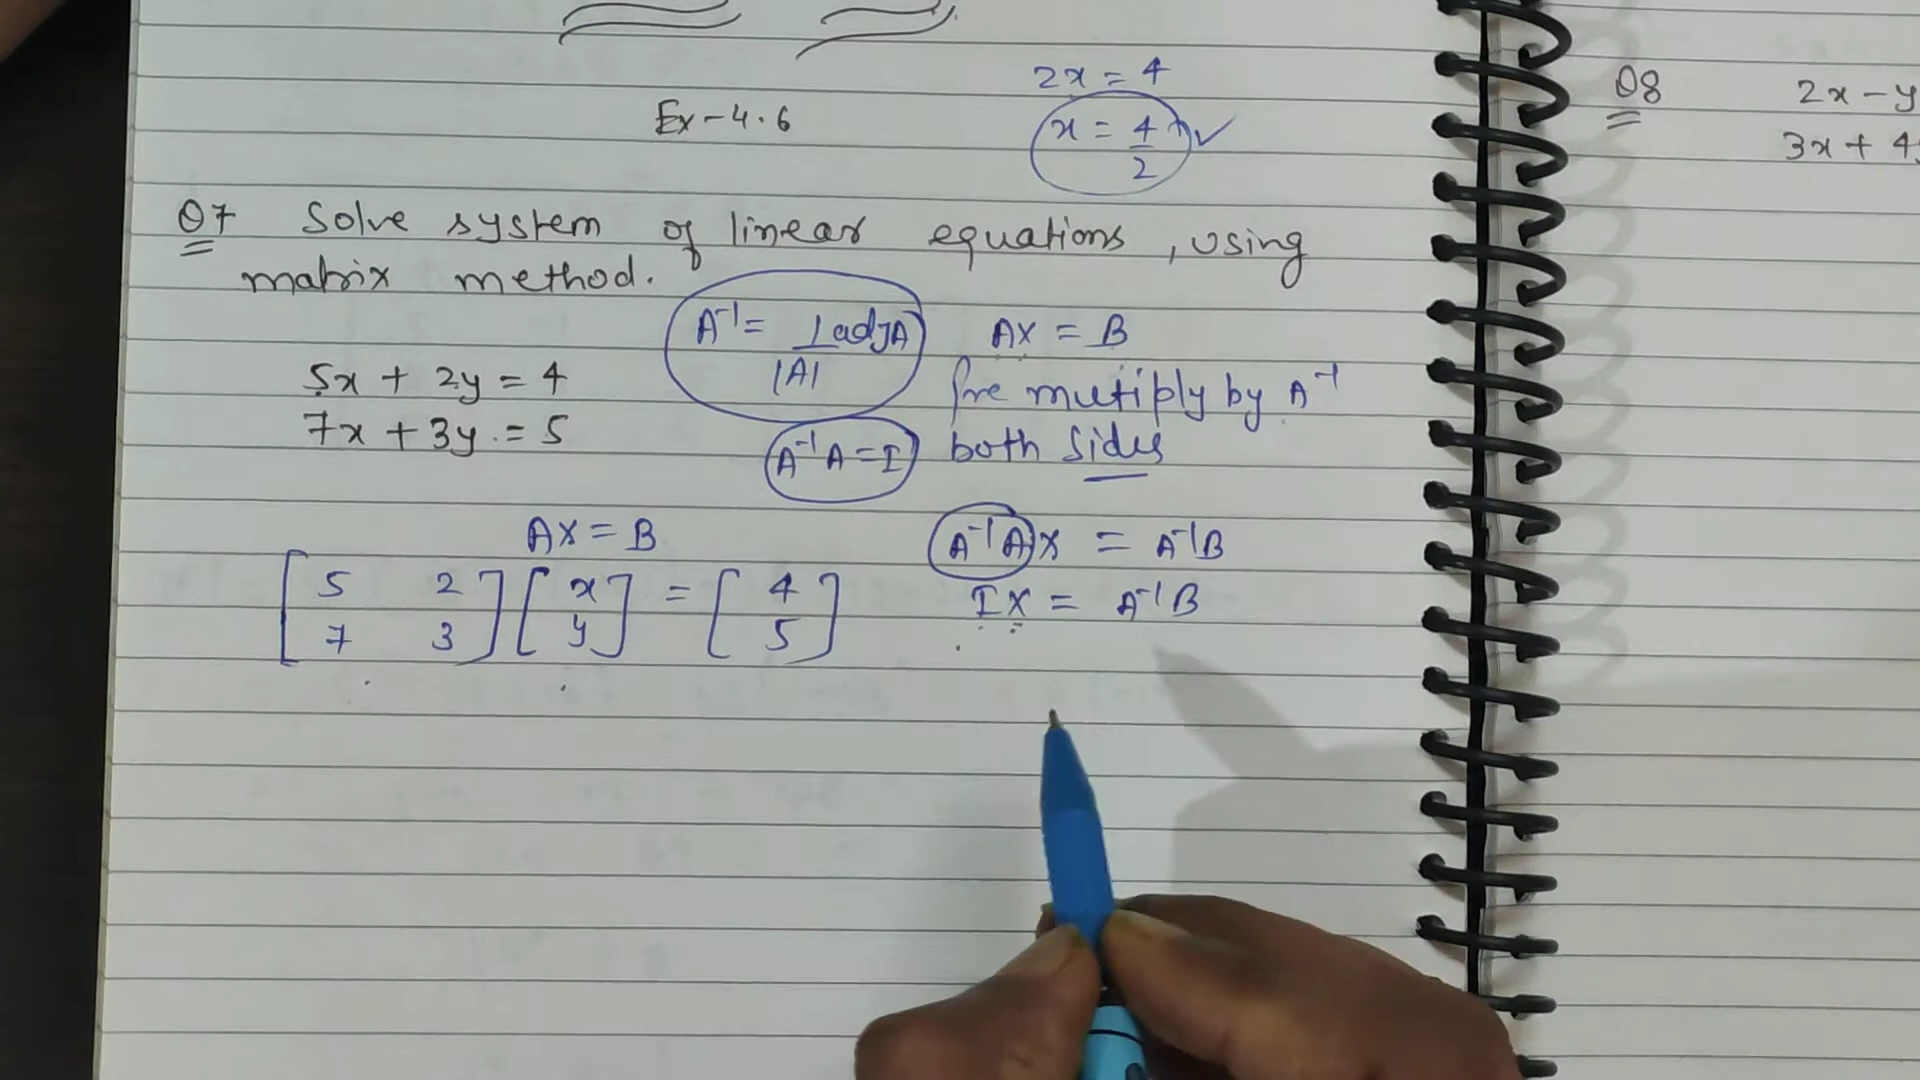 2x = 4
Ex-4.6
x = 4/2 ✓
Q7 Solve system of linear equations, using
matrix method.
A⁻¹ = 1/|A| adjA
AX = B
5x + 2y = 4
Pre mutiply by A⁻¹
7x + 3y = 5
A⁻¹A = I
both sides
AX = B
A⁻¹AX = A⁻¹B
[5 2
7 3] [x
y] = [4
5]
IX = A⁻¹B
Q8 2x - y
3x + 4